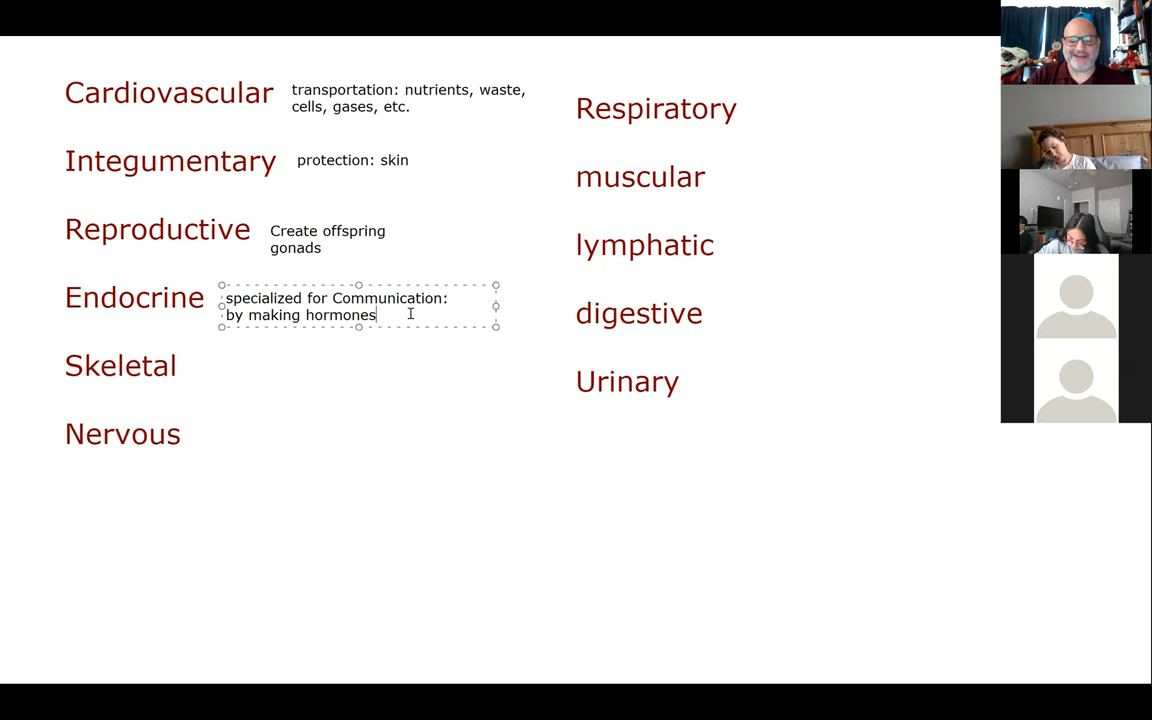 Cardiovascular
transportation: nutrients, waste,
cells, gases, etc.
Integumentary
protection: skin
Reproductive
Create offspring
gonads
Endocrine
specialized for Communication:
by making hormones
Skeletal
Nervous
Respiratory
muscular
lymphatic
digestive
Urinary